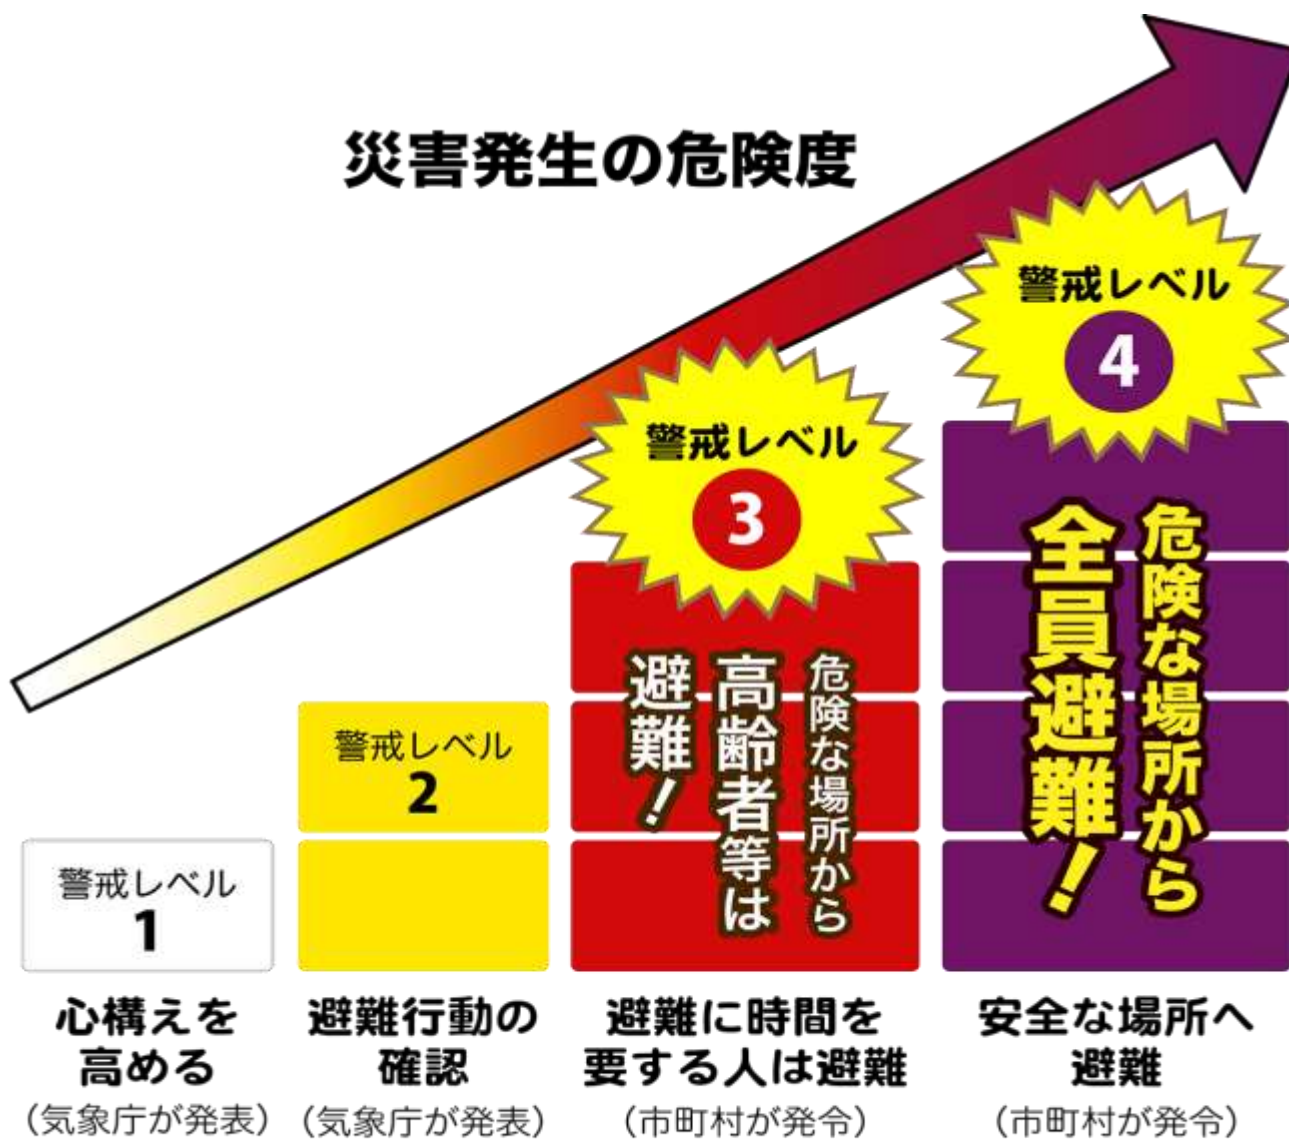 災害発生の危険度
警戒レベル
4
危険な場所から
全員避難!
警戒レベル
3
危険な場所から
高齢者等は
避難!
警戒レベル
2
警戒レベル
1
心構えを
高める
(気象庁が発表)
避難行動の
確認
(気象庁が発表)
避難に時間を
要する人は避難
(市町村が発令)
安全な場所へ
避難
(市町村が発令)